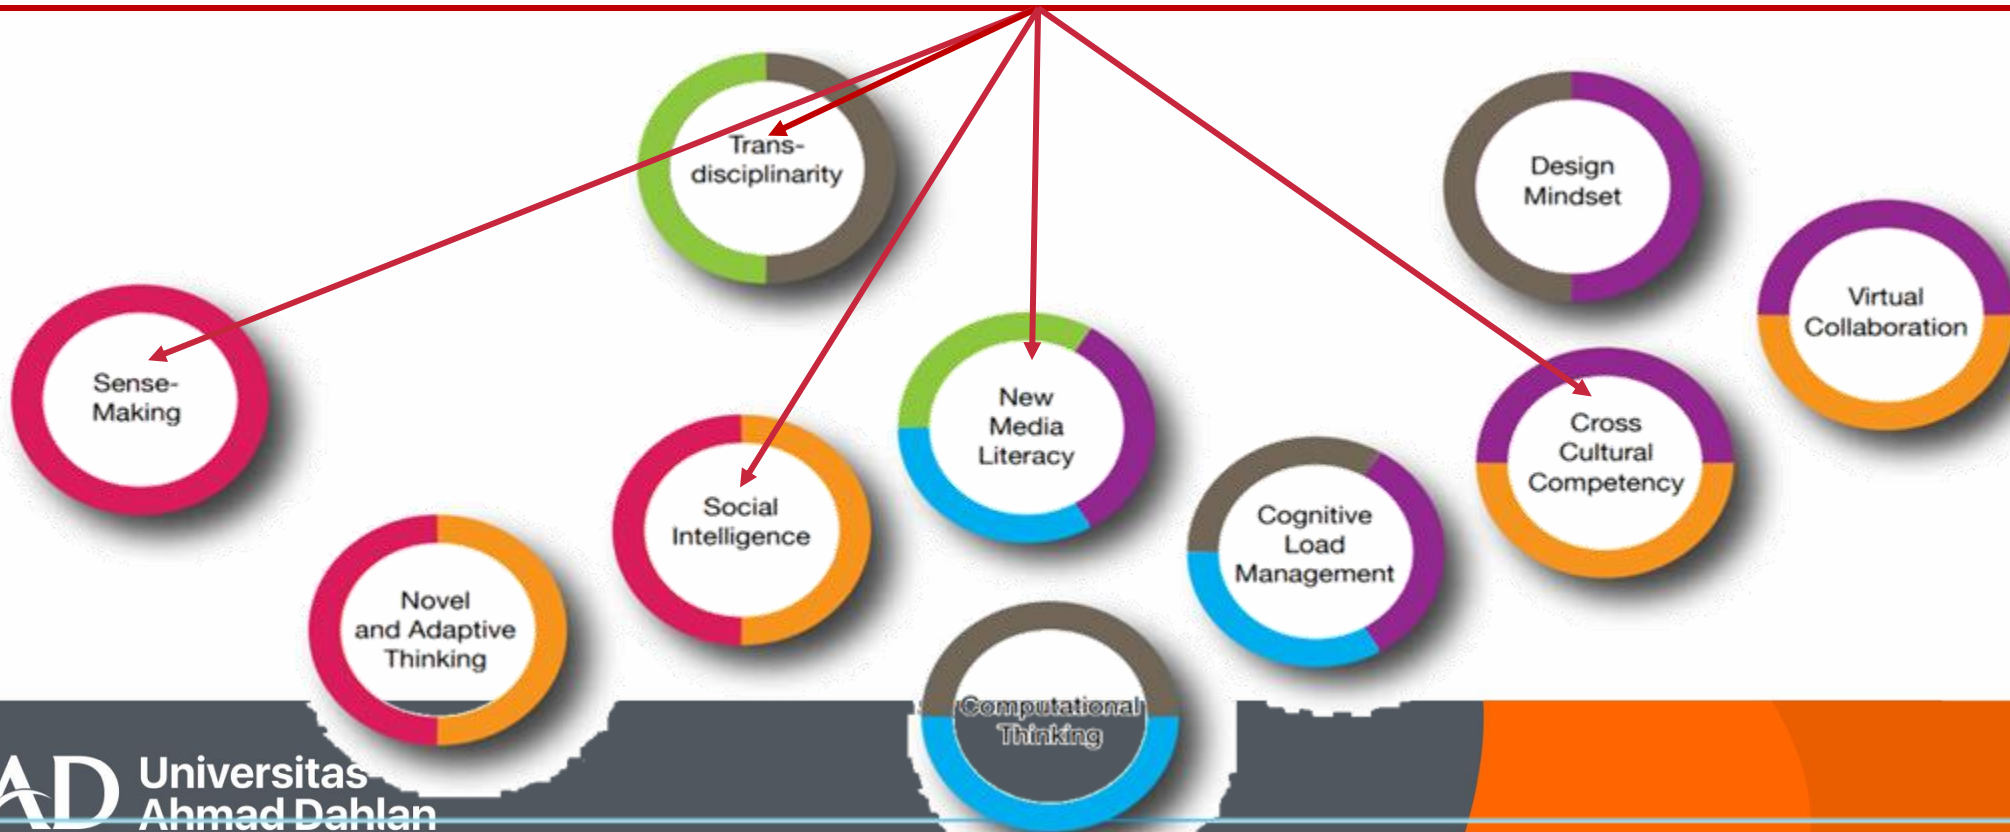 Trans-
disciplinarity
Design
Mindset
Virtual
Collaboration
Sense-
Making
New
Media
Literacy
Cross
Cultural
Competency
Social
Intelligence
Cognitive
Load
Management
Novel
and Adaptive
Thinking
Computational
Thinking
AD
Universitas
Ahmad Dahlan